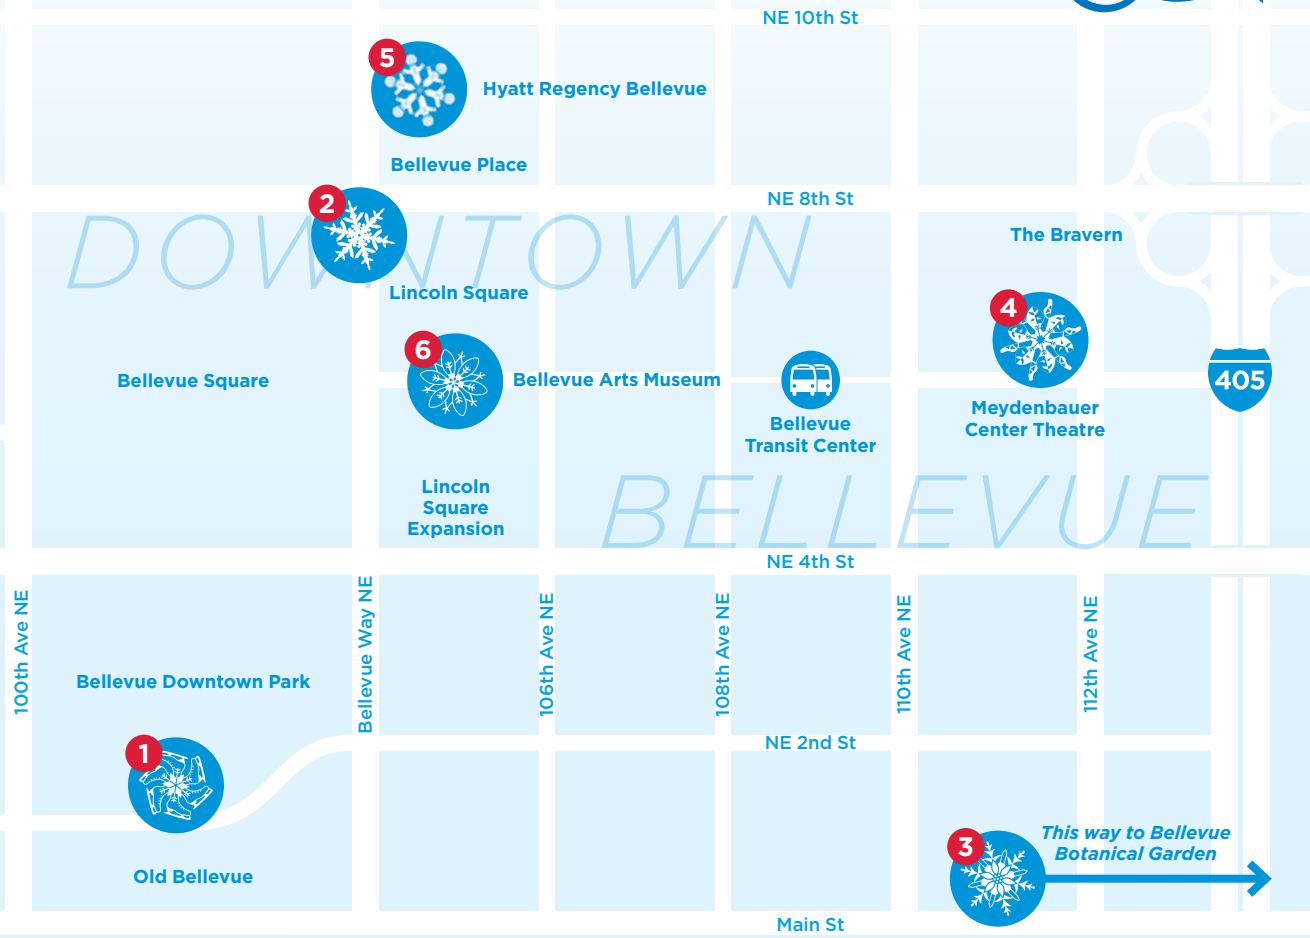 NE 10th St
5
Hyatt Regency Bellevue
Bellevue Place
2
NE 8th St
DOWNTOWN
The Bravern
Lincoln Square
4
6
Bellevue Square
Bellevue Arts Museum
405
Meydenbauer
Center Theatre
Bellevue
Transit Center
BELLEVUE
Lincoln
Square
Expansion
NE 4th St
100th Ave NE
Bellevue Way NE
106th Ave NE
108th Ave NE
110th Ave NE
112th Ave NE
Bellevue Downtown Park
1
NE 2nd St
3
This way to Bellevue
Botanical Garden
Old Bellevue
Main St